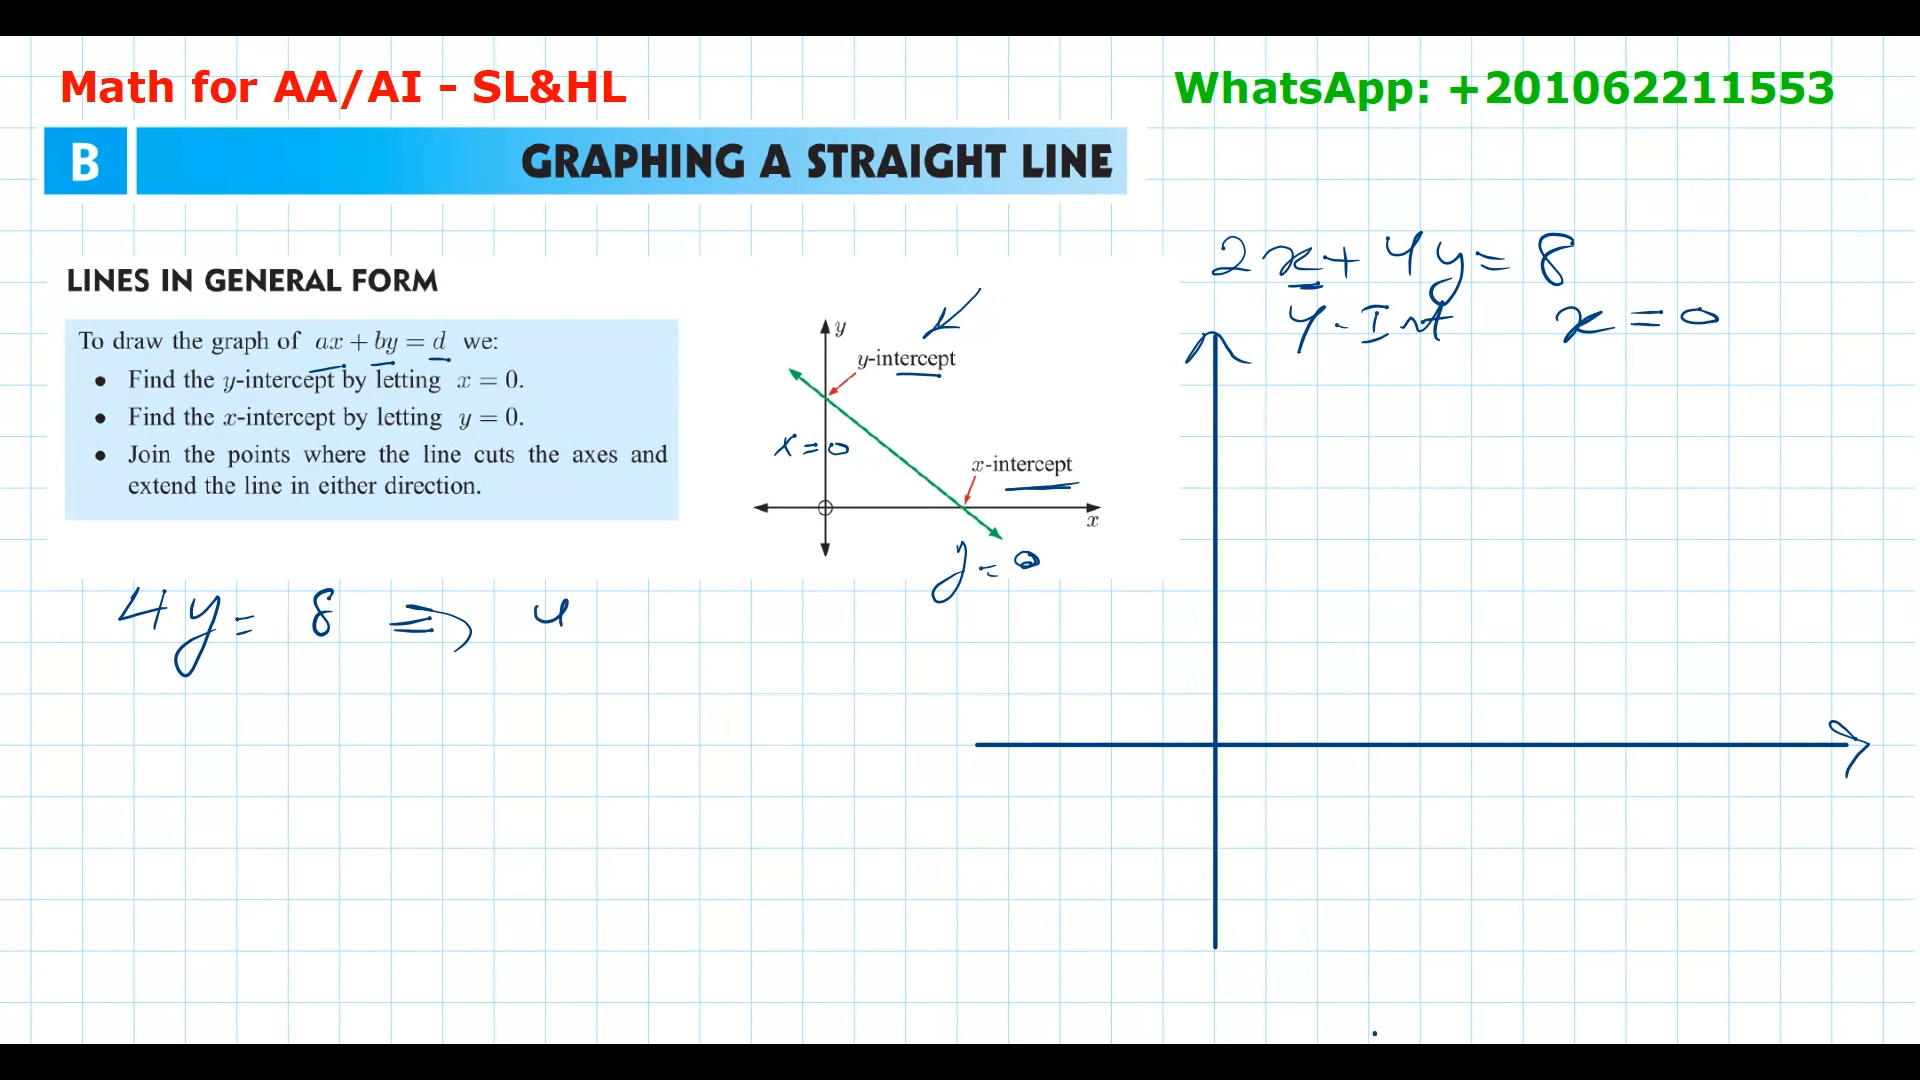 Math for AA/AI - SL&HL
WhatsApp: +201062211553
B
GRAPHING A STRAIGHT LINE
LINES IN GENERAL FORM
To draw the graph of ax + by = d we:
• Find the y-intercept by letting x = 0.
• Find the x-intercept by letting y = 0.
• Join the points where the line cuts the axes and
extend the line in either direction.
y
y-intercept
x = 0
x-intercept
x
y = 0
2x + 4y = 8
y-Int x = 0
4y = 8 ⇒